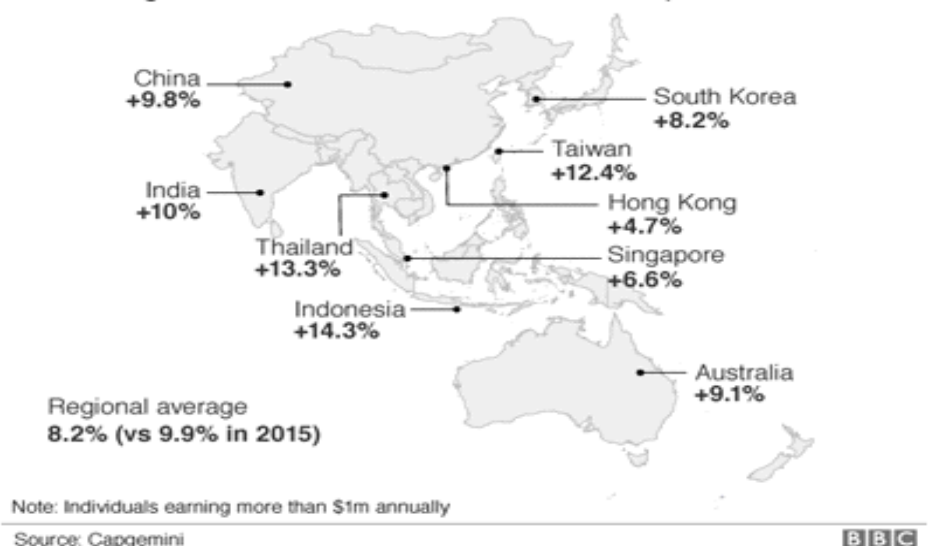 China
+9.8%
South Korea
+8.2%
Taiwan
+12.4%
India
+10%
Hong Kong
+4.7%
Thailand
+13.3%
Singapore
+6.6%
Indonesia
+14.3%
Australia
+9.1%
Regional average
8.2% (vs 9.9% in 2015)
Note: Individuals earning more than $1m annually
Source: Capgemini
BBC